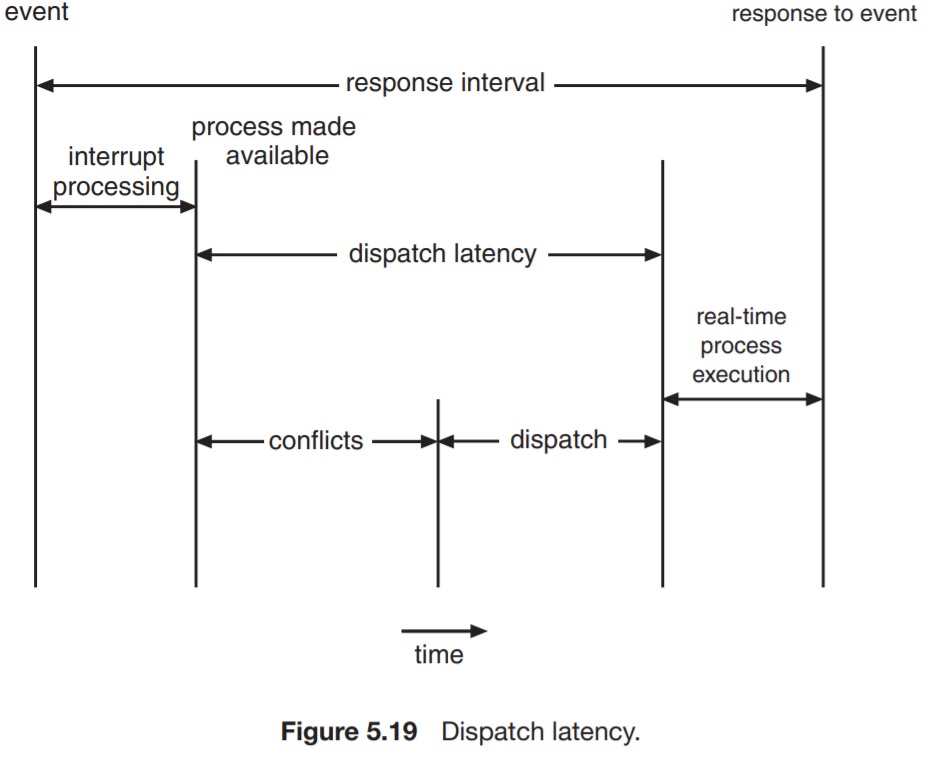 event
response to event
response interval
process made
available
interrupt
processing
dispatch latency
real-time
process
execution
conflicts
dispatch
time
Figure 5.19 Dispatch latency.